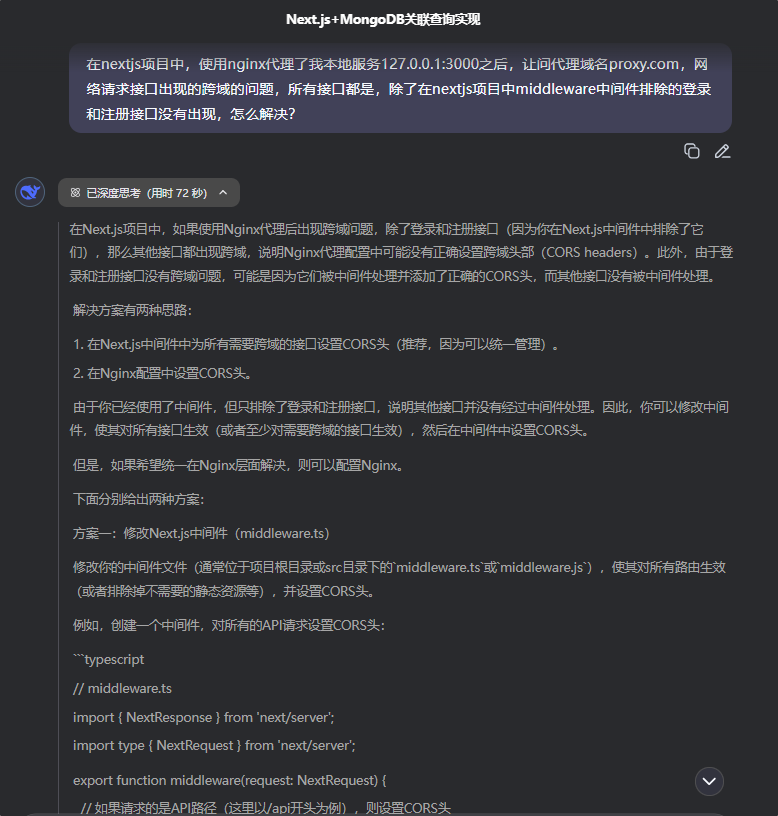 Next.js+MongoDB关联查询实现
在nextjs项目中，使用nginx代理了我本地服务127.0.0.1:3000之后，让问代理域名proxy.com，网
络请求接口出现的跨域的问题，所有接口都是，除了在nextjs项目中middleware中间件排除的登录
和注册接口没有出现，怎么解决？
已深度思考（用时 72 秒）
在Next.js项目中，如果使用Nginx代理后出现跨域问题，除了登录和注册接口（因为你在Next.js中间件中排除了它
们），那么其他接口都出现跨域，说明Nginx代理配置中可能没有正确设置跨域头部（CORS headers）。此外，由于登
录和注册接口没有跨域问题，可能是因为它们被中间件处理并添加了正确的CORS头，而其他接口没有被中间件处理。
解决方案有两种思路：
1. 在Next.js中间件中为所有需要跨域的接口设置CORS头（推荐，因为可以统一管理）。
2. 在Nginx配置中设置CORS头。
由于你已经使用了中间件，但只排除了登录和注册接口，说明其他接口并没有经过中间件处理。因此，你可以修改中间
件，使其对所有接口生效（或者至少对需要跨域的接口生效），然后在中间件中设置CORS头。
但是，如果希望统一在Nginx层面解决，则可以配置Nginx。
下面分别给出两种方案：
方案一：修改Next.js中间件（middleware.ts）
修改你的中间件文件（通常位于项目根目录或src目录下的`middleware.ts`或`middleware.js`），使其对所有路由生效
（或者排除掉不需要的静态资源等），并设置CORS头。
例如，创建一个中间件，对所有的API请求设置CORS头：
```typescript
// middleware.ts
import { NextResponse } from 'next/server';
import type { NextRequest } from 'next/server';
export function middleware(request: NextRequest) {
// 如果请求的是API路径（这里以/api开头为例），则设置CORS头